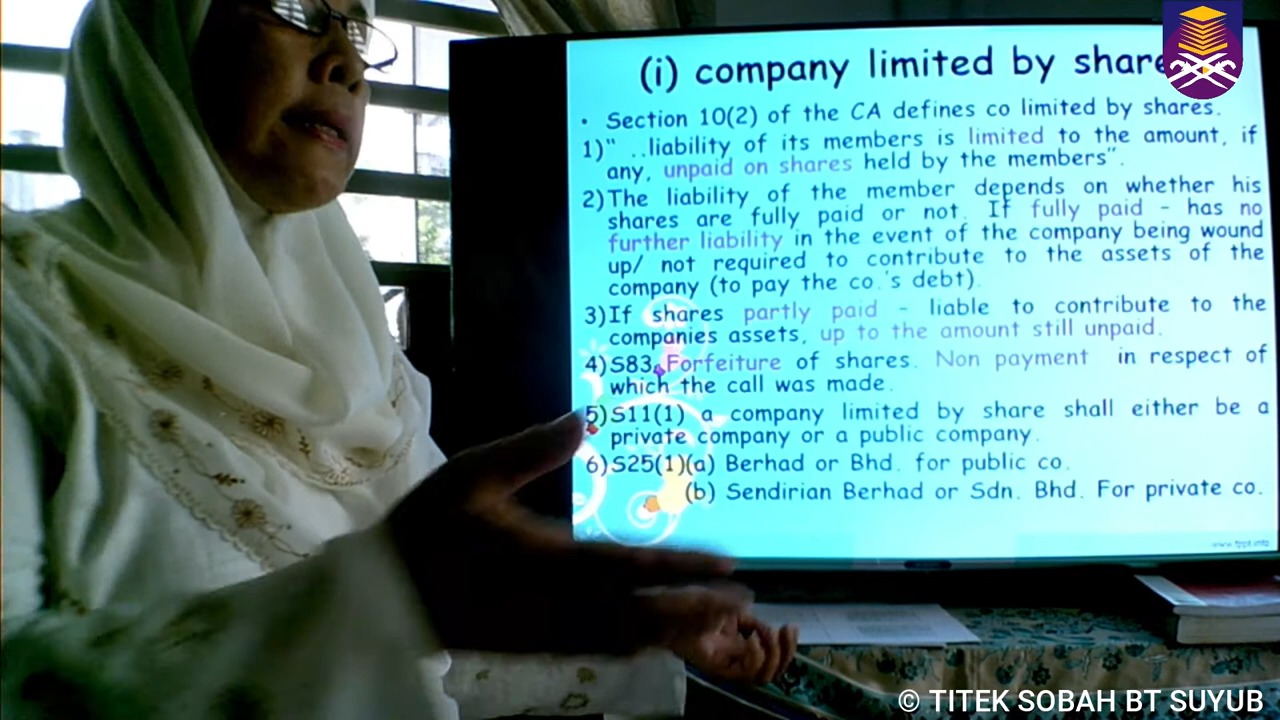 (i) company limited by share
• Section 10(2) of the CA defines co limited by shares.
1)" ..liability of its members is limited to the amount, if
any, unpaid on shares held by the members".
2)The liability of the member depends on whether his
shares are fully paid or not. If fully paid - has no
further liability in the event of the company being wound
up/ not required to contribute to the assets of the
company (to pay the co.'s debt).
3)If shares partly paid - liable to contribute to the
companies assets, up to the amount still unpaid.
4)S83. Forfeiture of shares. Non payment in respect of
which the call was made.
5)S11(1) a company limited by share shall either be a
private company or a public company.
6)S25(1)(a) Berhad or Bhd. for public co.
(b) Sendirian Berhad or Sdn. Bhd. For private co.
© TITEK SOBAH BT SUYUB